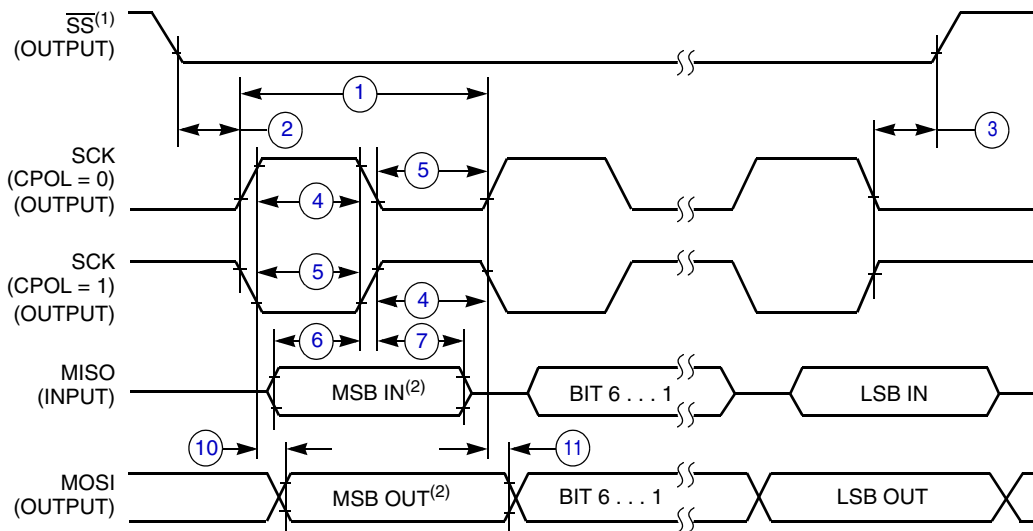 SS(1)
(OUTPUT)
1
2
3
SCK
(CPOL = 0)
(OUTPUT)
5
4
SCK
(CPOL = 1)
(OUTPUT)
5
4
6
7
MISO
(INPUT)
MSB IN(2)
BIT 6 . . . 1
LSB IN
10
11
MOSI
(OUTPUT)
MSB OUT(2)
BIT 6 . . . 1
LSB OUT